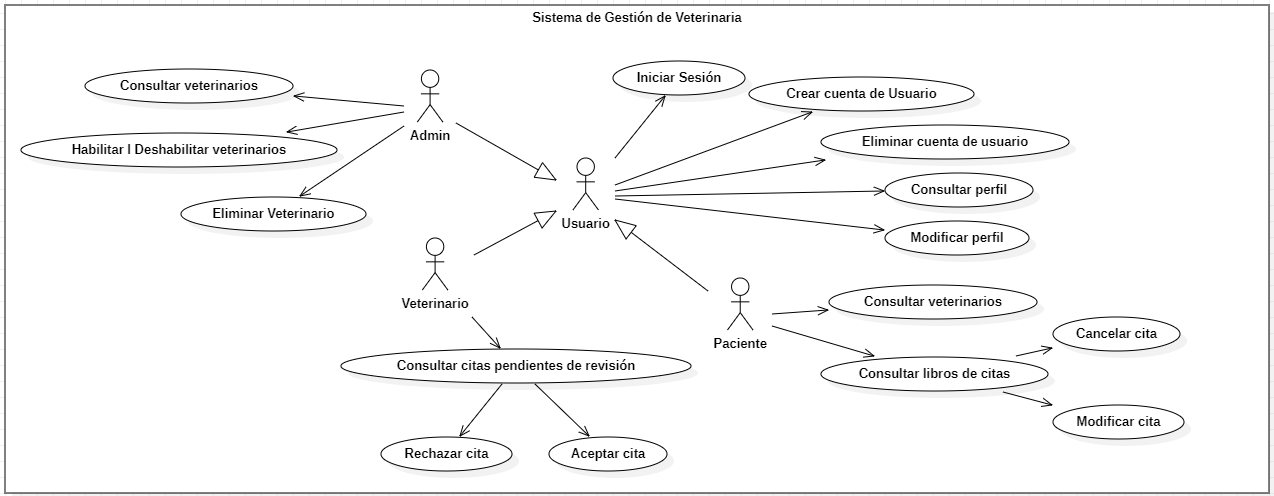 Sistema de Gestión de Veterinaria
Consultar veterinarios
Habilitar I Deshabilitar veterinarios
Eliminar Veterinario
Admin
Iniciar Sesión
Crear cuenta de Usuario
Eliminar cuenta de usuario
Consultar perfil
Modificar perfil
Usuario
Veterinario
Paciente
Consultar veterinarios
Consultar libros de citas
Cancelar cita
Modificar cita
Consultar citas pendientes de revisión
Rechazar cita
Aceptar cita